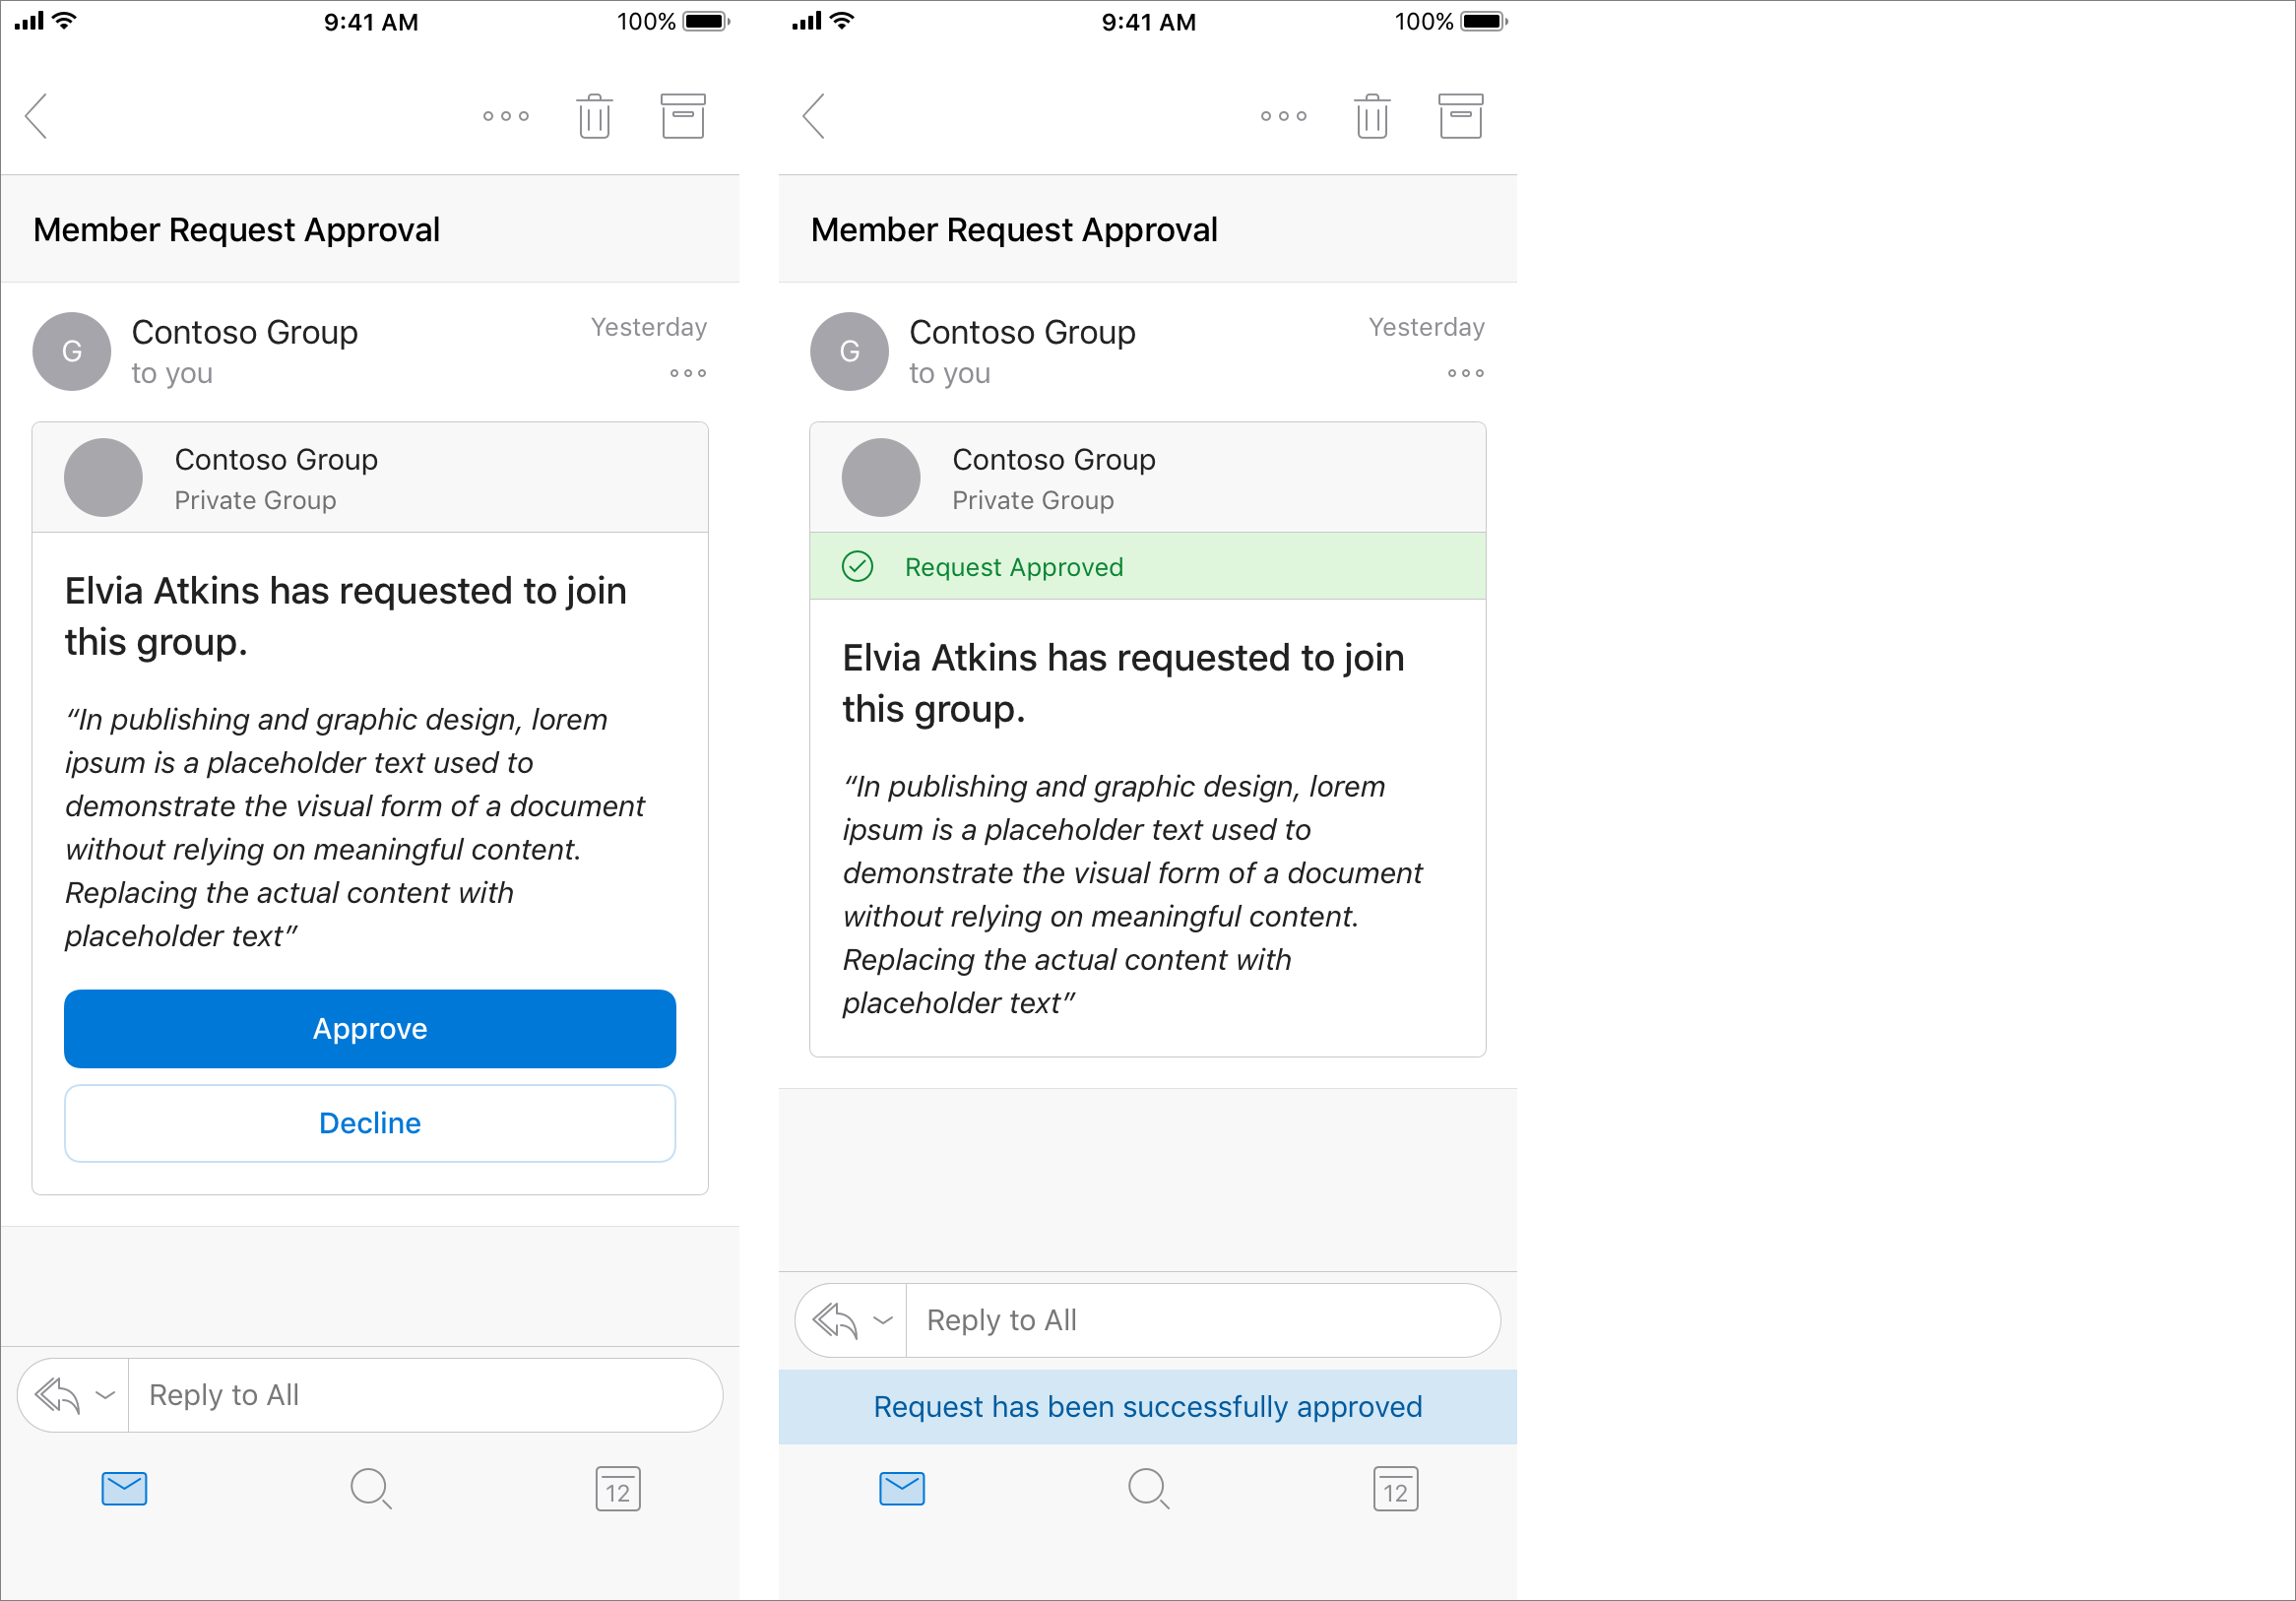 9:41 AM
100%
Member Request Approval
G
Contoso Group
Yesterday
to you
Contoso Group
Private Group
Elvia Atkins has requested to join
this group.
“In publishing and graphic design, lorem
ipsum is a placeholder text used to
demonstrate the visual form of a document
without relying on meaningful content.
Replacing the actual content with
placeholder text”
Approve
Decline
Reply to All
12
9:41 AM
100%
Member Request Approval
G
Contoso Group
Yesterday
to you
Contoso Group
Private Group
Request Approved
Elvia Atkins has requested to join
this group.
“In publishing and graphic design, lorem
ipsum is a placeholder text used to
demonstrate the visual form of a document
without relying on meaningful content.
Replacing the actual content with
placeholder text”
Reply to All
Request has been successfully approved
12